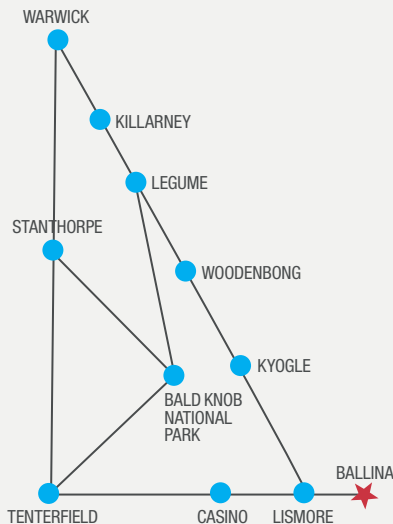 WARWICK
KILLARNEY
LEGUME
STANTHORPE
WOODENBONG
KYOGLE
BALD KNOB
NATIONAL
PARK
BALLINA
TENTERFIELD
CASINO
LISMORE